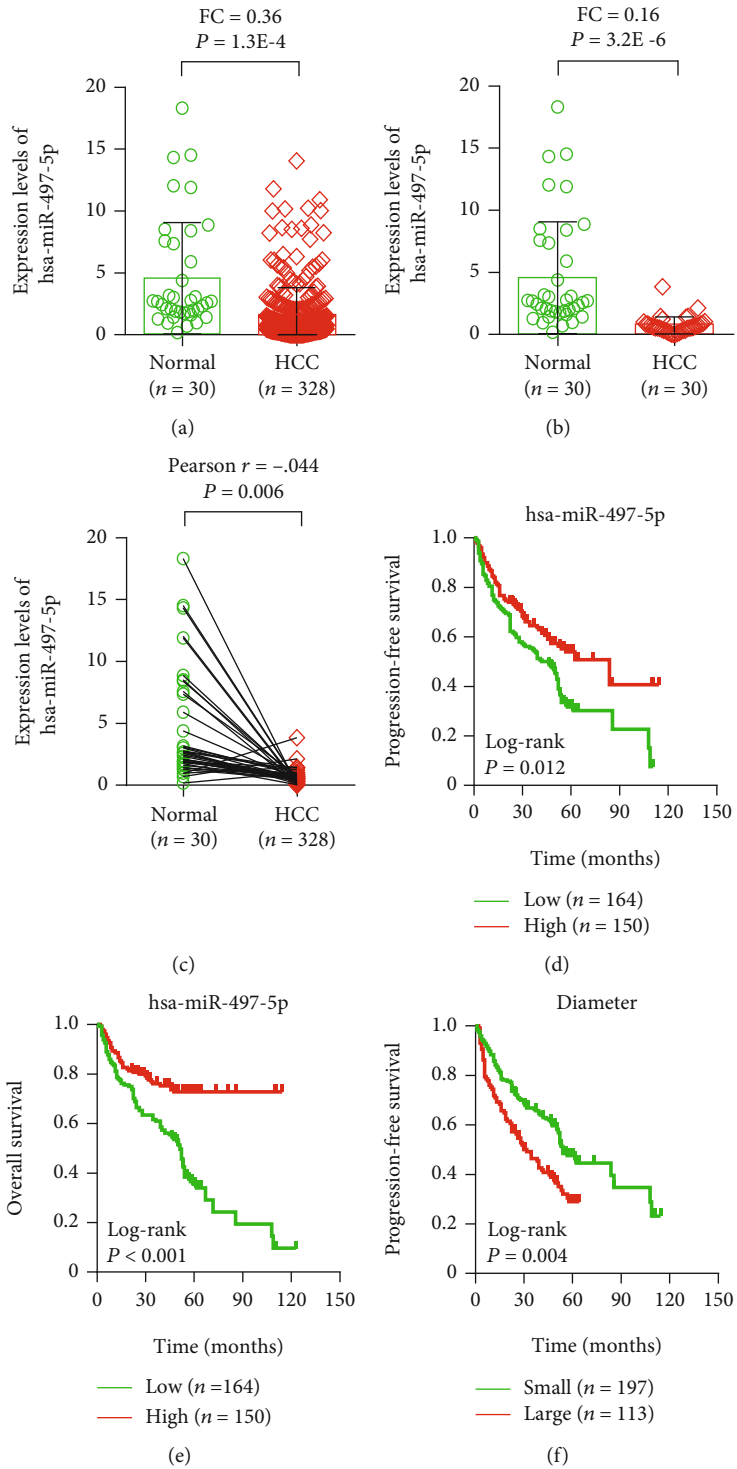 FC = 0.36
P = 1.3E-4
Expression levels of
hsa-miR-497-5p
20
15
10
5
0
Normal
(n = 30)
HCC
(n = 328)
(a)
FC = 0.16
P = 3.2E -6
Expression levels of
hsa-miR-497-5p
20
15
10
5
0
Normal
(n = 30)
HCC
(n = 30)
(b)
Pearson r = –.044
P = 0.006
Expression levels of
hsa-miR-497-5p
20
15
10
5
0
Normal
(n = 30)
HCC
(n = 328)
(c)
hsa-miR-497-5p
Progression-free survival
1.0
0.8
0.6
0.4
0.2
0
Log-rank
P = 0.012
0 30 60 90 120 150
Time (months)
Low (n = 164)
High (n = 150)
(d)
hsa-miR-497-5p
Overall survival
1.0
0.8
0.6
0.4
0.2
0
Log-rank
P < 0.001
0 30 60 90 120 150
Time (months)
Low (n =164)
High (n = 150)
(e)
Diameter
Progression-free survival
1.0
0.8
0.6
0.4
0.2
0
Log-rank
P = 0.004
0 30 60 90 120 150
Time (months)
Small (n = 197)
Large (n = 113)
(f)